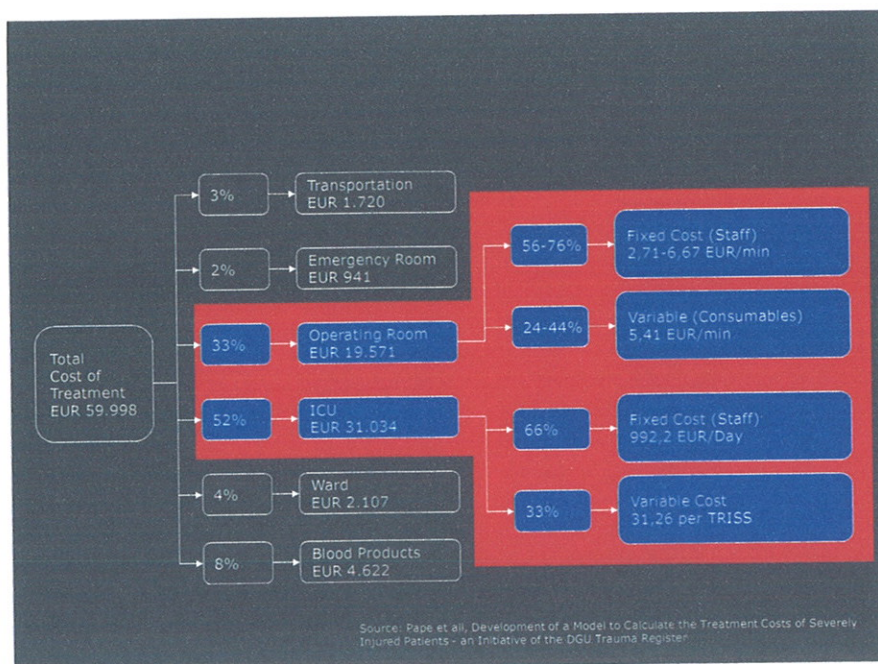 3%
Transportation
EUR 1.720
2%
Emergency Room
EUR 941
33%
Operating Room
EUR 19.571
56-76%
Fixed Cost (Staff)
2,71-6,67 EUR/min
24-44%
Variable (Consumables)
5,41 EUR/min
Total
Cost of
Treatment
EUR 59.998
52%
ICU
EUR 31.034
66%
Fixed Cost (Staff)
992,2 EUR/Day
33%
Variable Cost
31,26 per TRISS
4%
Ward
EUR 2.107
8%
Blood Products
EUR 4.622
Source: Pape et all, Development of a Model to Calculate the Treatment Costs of Severely
Injured Patients - an Initiative of the DGU Trauma Register